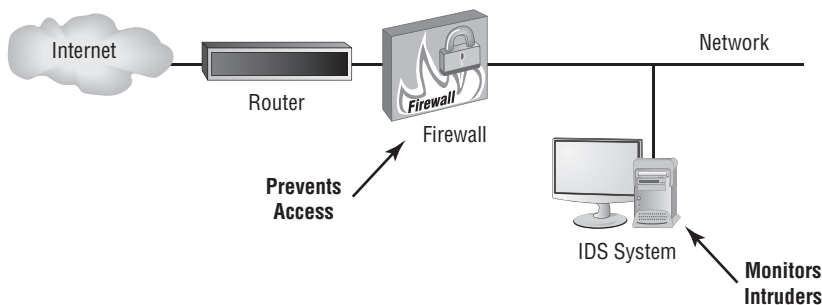 Internet
Router
Firewall
Firewall
Prevents
Access
Network
IDS System
Monitors
Intruders